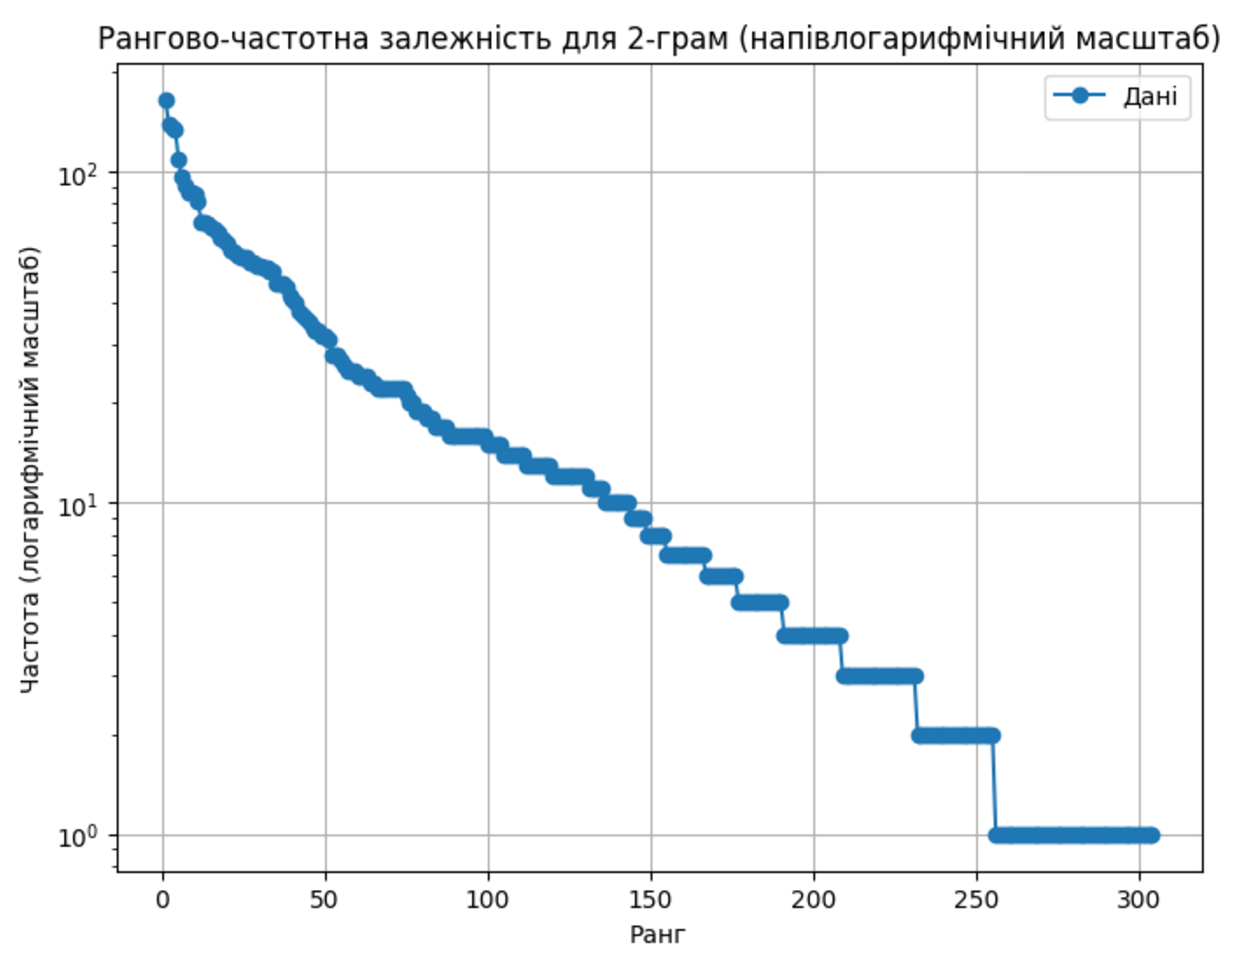 Рангово-частотна залежність для 2-грам (напівлогарифмічний масштаб)
Дані
Частота (логарифмічний масштаб)
10²
10¹
10⁰
0 50 100 150 200 250 300
Ранг